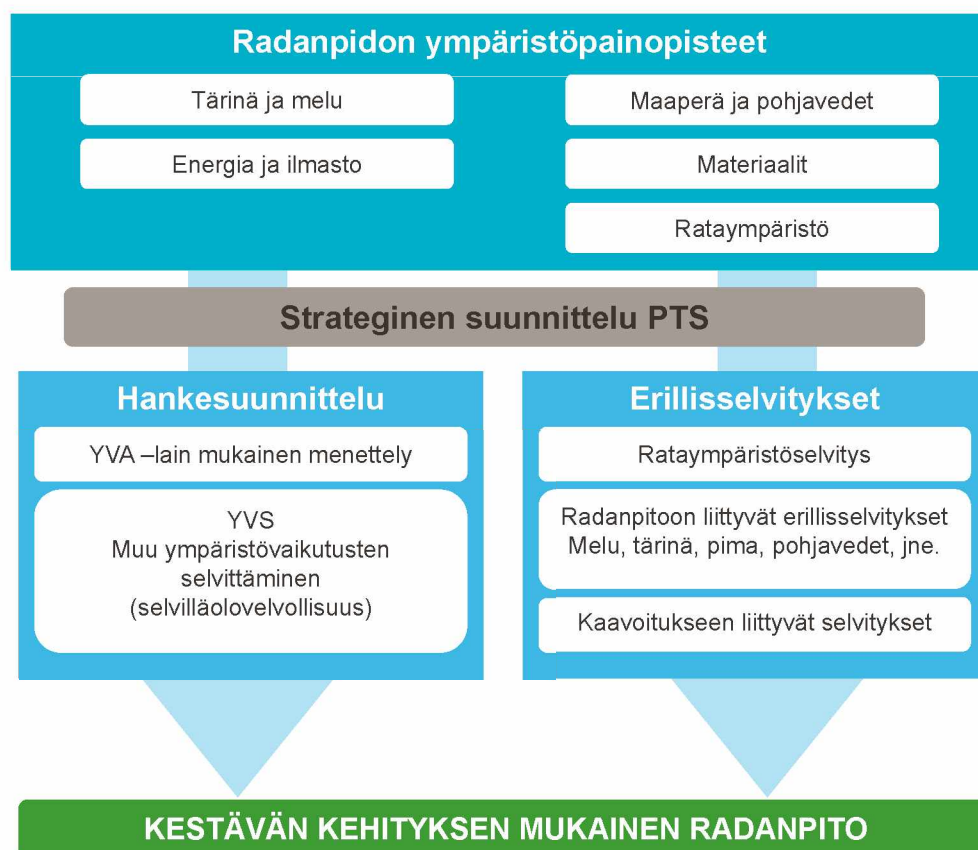 Radanpidon ympäristöpainopisteet
Tärinä ja melu
Energia ja ilmasto
Maaperä ja pohjavedet
Materiaalit
Rataympäristö
Strateginen suunnittelu PTS
Hankesuunnittelu
YVA –lain mukainen menettely
YVS
Muu ympäristövaikutusten
selvittäminen
(selvilläolovelvollisuus)
Erillisselvitykset
Rataympäristöselvitys
Radanpitoon liittyvät erillisselvitykset
Melu, tärinä, pima, pohjavedet, jne.
Kaavoitukseen liittyvät selvitykset
KESTÄVÄN KEHITYKSEN MUKAINEN RADANPITO